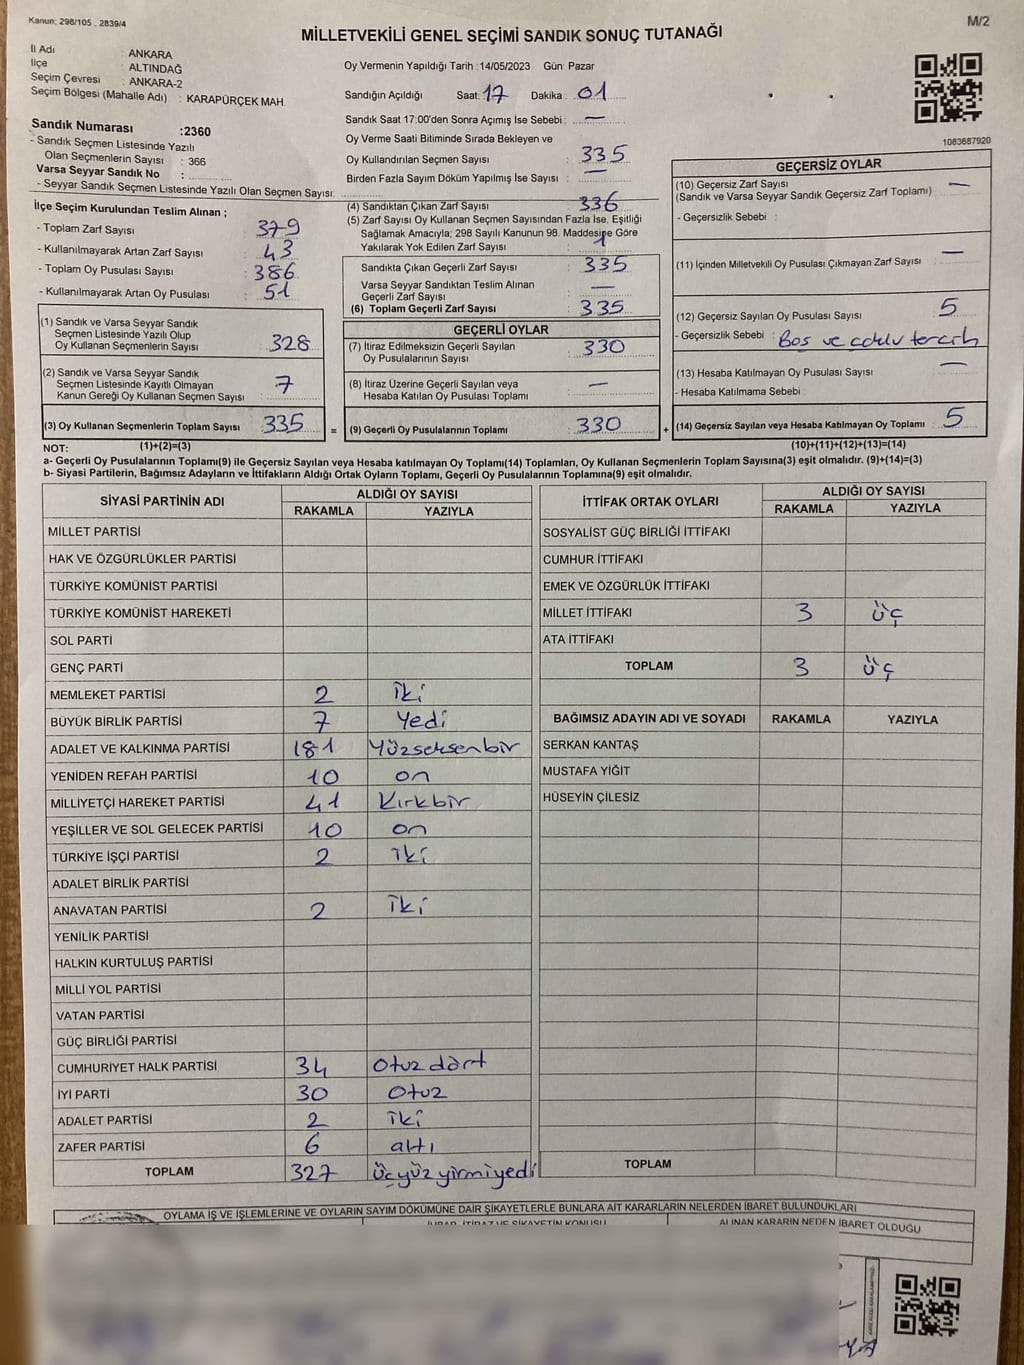 Kanun: 298/105 , 2839/4
M/2
MİLLETVEKİLİ GENEL SEÇİMİ SANDIK SONUÇ TUTANAĞI
İl Adı : ANKARA
İlçe : ALTINDAĞ
Seçim Çevresi : ANKARA-2
Seçim Bölgesi (Mahalle Adı) : KARAPÜRÇEK MAH.
Sandık Numarası :2360
- Sandık Seçmen Listesinde Yazılı
Olan Seçmenlerin Sayısı : 366
Varsa Seyyar Sandık No :
- Seyyar Sandık Seçmen Listesinde Yazılı Olan Seçmen Sayısı:
Oy Vermenin Yapıldığı Tarih : 14/05/2023 Gün: Pazar
Sandığın Açıldığı Saat: 17 Dakika : 01
Sandık Saat 17:00'den Sonra Açımış İse Sebebi : —
Oy Verme Saati Bitiminde Sırada Bekleyen ve
Oy Kullandırılan Seçmen Sayısı : 335
Birden Fazla Sayım Döküm Yapılmış İse Sayısı : —
1083687920
İlçe Seçim Kurulundan Teslim Alınan ;
- Toplam Zarf Sayısı : 379
- Kullanılmayarak Artan Zarf Sayısı : 43
- Toplam Oy Pusulası Sayısı : 386
- Kullanılmayarak Artan Oy Pusulası : 51
(1) Sandık ve Varsa Seyyar Sandık
Seçmen Listesinde Yazılı Olup
Oy Kullanan Seçmenlerin Sayısı : 328
(2) Sandık ve Varsa Seyyar Sandık
Seçmen Listesinde Kayıtlı Olmayan
Kanun Gereği Oy Kullanan Seçmen Sayısı : 7
(3) Oy Kullanan Seçmenlerin Toplam Sayısı : 335
(4) Sandıktan Çıkan Zarf Sayısı : 336
(5) Zarf Sayısı Oy Kullanan Seçmen Sayısından Fazla İse, Eşitliği
Sağlamak Amacıyla; 298 Sayılı Kanunun 98. Maddesine Göre
Yakılarak Yok Edilen Zarf Sayısı : 1
Sandıkta Çıkan Geçerli Zarf Sayısı : 335
Varsa Seyyar Sandıktan Teslim Alınan
Geçerli Zarf Sayısı : —
(6) Toplam Geçerli Zarf Sayısı : 335
GEÇERLİ OYLAR
(7) İtiraz Edilmeksizin Geçerli Sayılan
Oy Pusulalarının Sayısı : 330
(8) İtiraz Üzerine Geçerli Sayılan veya
Hesaba Katılan Oy Pusulası Toplamı : —
= (9) Geçerli Oy Pusulalarının Toplamı : 330
GEÇERSİZ OYLAR
(10) Geçersiz Zarf Sayısı : —
(Sandık ve Varsa Seyyar Sandık Geçersiz Zarf Toplamı)
- Geçersizlik Sebebi :
(11) İçinden Milletvekili Oy Pusulası Çıkmayan Zarf Sayısı : —
(12) Geçersiz Sayılan Oy Pusulası Sayısı : 5
- Geçersizlik Sebebi : Boş ve çoklu tercih
(13) Hesaba Katılmayan Oy Pusulası Sayısı : —
- Hesaba Katılmama Sebebi :
+ (14) Geçersiz Sayılan veya Hesaba Katılmayan Oy Toplamı : 5
NOT: (1)+(2)=(3) (10)+(11)+(12)+(13)=(14)
a- Geçerli Oy Pusulalarının Toplamı(9) ile Geçersiz Sayılan veya Hesaba katılmayan Oy Toplamı(14) Toplamları, Oy Kullanan Seçmenlerin Toplam Sayısına(3) eşit olmalıdır. (9)+(14)=(3)
b- Siyasi Partilerin, Bağımsız Adayların ve İttifakların Aldığı Ortak Oyların Toplamı, Geçerli Oy Pusulalarının Toplamına(9) eşit olmalıdır.
SİYASİ PARTİNİN ADI ALDIĞI OY SAYISI
RAKAMLA YAZIYLA
MİLLET PARTİSİ
HAK VE ÖZGÜRLÜKLER PARTİSİ
TÜRKİYE KOMÜNİST PARTİSİ
TÜRKİYE KOMÜNİST HAREKETİ
SOL PARTİ
GENÇ PARTİ
MEMLEKET PARTİSİ 2 iki
BÜYÜK BİRLİK PARTİSİ 7 Yedi
ADALET VE KALKINMA PARTİSİ 181 Yüzseksenbir
YENİDEN REFAH PARTİSİ 10 on
MİLLİYETÇİ HAREKET PARTİSİ 41 Kırkbir
YEŞİLLER VE SOL GELECEK PARTİSİ 10 on
TÜRKİYE İŞÇİ PARTİSİ 2 iki
ADALET BİRLİK PARTİSİ
ANAVATAN PARTİSİ 2 iki
YENİLİK PARTİSİ
HALKIN KURTULUŞ PARTİSİ
MİLLİ YOL PARTİSİ
VATAN PARTİSİ
GÜÇ BİRLİĞİ PARTİSİ
CUMHURİYET HALK PARTİSİ 34 Otuz dört
İYİ PARTİ 30 Otuz
ADALET PARTİSİ 2 iki
ZAFER PARTİSİ 6 altı
TOPLAM 327 üçyüz yirmiyedi
İTTİFAK ORTAK OYLARI ALDIĞI OY SAYISI
RAKAMLA YAZIYLA
SOSYALİST GÜÇ BİRLİĞİ İTTİFAKI
CUMHUR İTTİFAKI
EMEK VE ÖZGÜRLÜK İTTİFAKI
MİLLET İTTİFAKI 3 üç
ATA İTTİFAKI
TOPLAM 3 üç
BAĞIMSIZ ADAYIN ADI VE SOYADI RAKAMLA YAZIYLA
SERKAN KANTAŞ
MUSTAFA YİĞİT
HÜSEYİN ÇİLESİZ
TOPLAM
OYLAMA İŞ VE İŞLEMLERİNE VE OYLARIN SAYIM DÖKÜMÜNE DAİR ŞİKAYETLERLE BUNLARA AİT KARARLARIN NELERDEN İBARET BULUNDUKLARI
İHBAR, İTİRAZ VE ŞİKAYETİN KONUSU ALINAN KARARIN NEDEN İBARET OLDUĞU